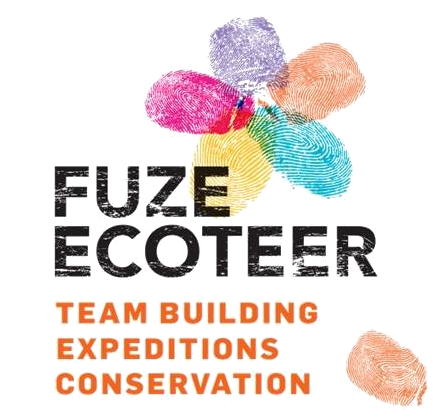 FUZE
ECOTEER
TEAM BUILDING
EXPEDITIONS
CONSERVATION